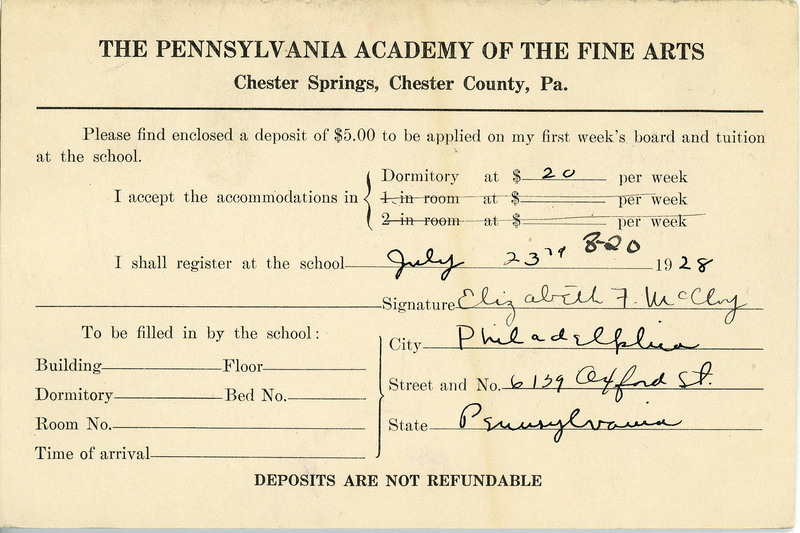 THE PENNSYLVANIA ACADEMY OF THE FINE ARTS
Chester Springs, Chester County, Pa.
Please find enclosed a deposit of $5.00 to be applied on my first week's board and tuition
at the school.
I accept the accommodations in
Dormitory at $ 20 per week
1 in room at $ per week
2 in room at $ per week
8-20
I shall register at the school July 23rd 1928
Signature Elizabeth F. McCloy
To be filled in by the school:
City Philadelphia
Building Floor
Street and No. 6139 Oxford St.
Dormitory Bed No.
Room No.
State Pennsylvania
Time of arrival
DEPOSITS ARE NOT REFUNDABLE